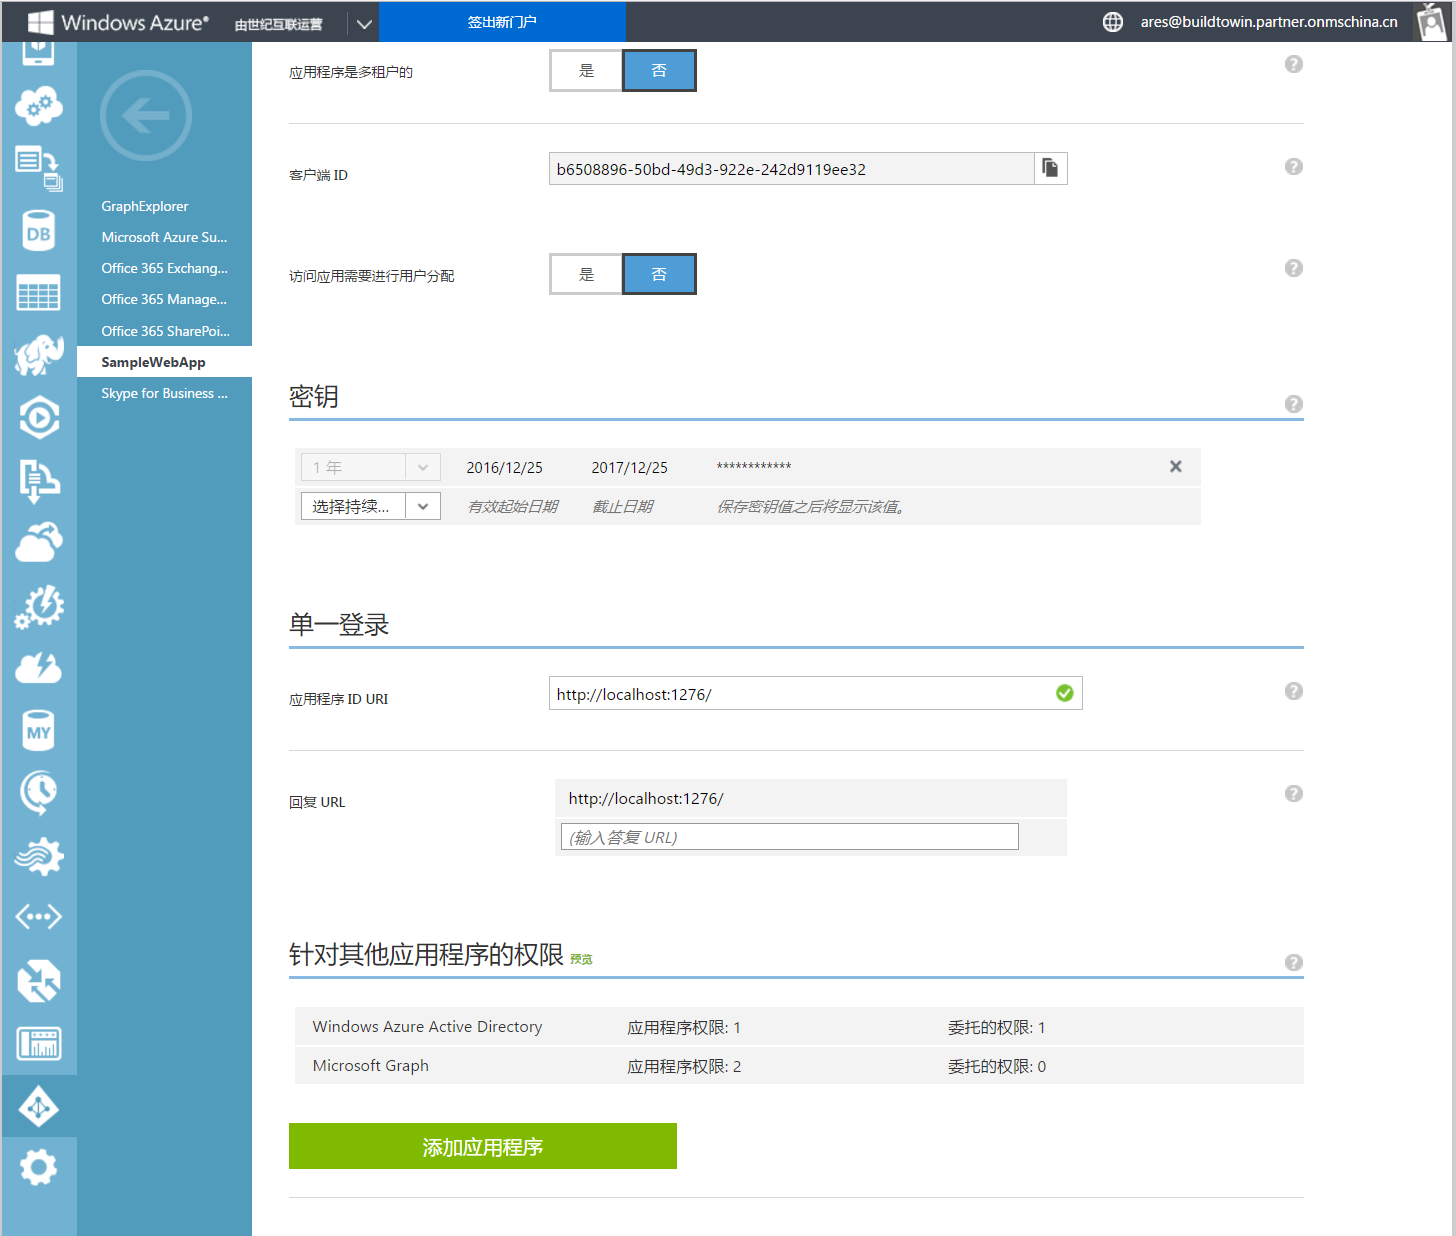 Windows Azure® 由世纪互联运营 签出新门户 ares@buildtowin.partner.onmschina.cn
应用程序是多租户的 是 否
客户端 ID b6508896-50bd-49d3-922e-242d9119ee32
访问应用需要进行用户分配 是 否
DB
MY
GraphExplorer
Microsoft Azure Su...
Office 365 Exchang...
Office 365 Manage...
Office 365 SharePoi...
SampleWebApp
Skype for Business ...
密钥
1 年 2016/12/25 2017/12/25 ************
选择持续... 有效起始日期 截止日期 保存密钥值之后将显示该值。
单一登录
应用程序 ID URI http://localhost:1276/
回复 URL http://localhost:1276/
(输入答复 URL)
针对其他应用程序的权限 预览
Windows Azure Active Directory 应用程序权限: 1 委托的权限: 1
Microsoft Graph 应用程序权限: 2 委托的权限: 0
添加应用程序